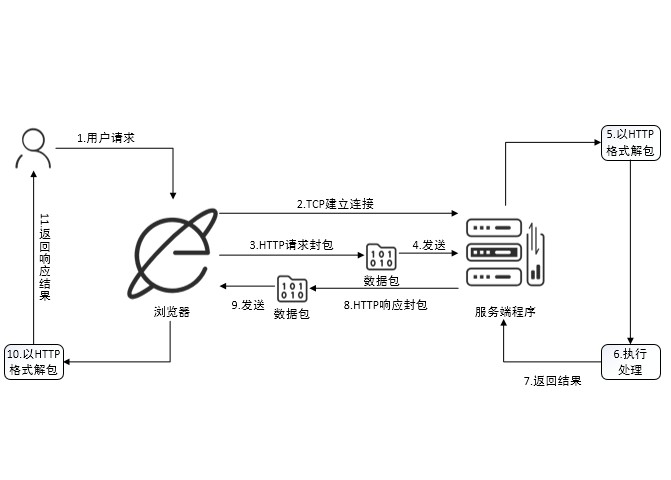 1.用户请求
2.TCP建立连接
3.HTTP请求封包
101
010
数据包
4.发送
5.以HTTP
格式解包
6.执行
处理
7.返回结果
服务端程序
8.HTTP响应封包
101
010
数据包
9.发送
浏览器
10.以HTTP
格式解包
11返回响应结果